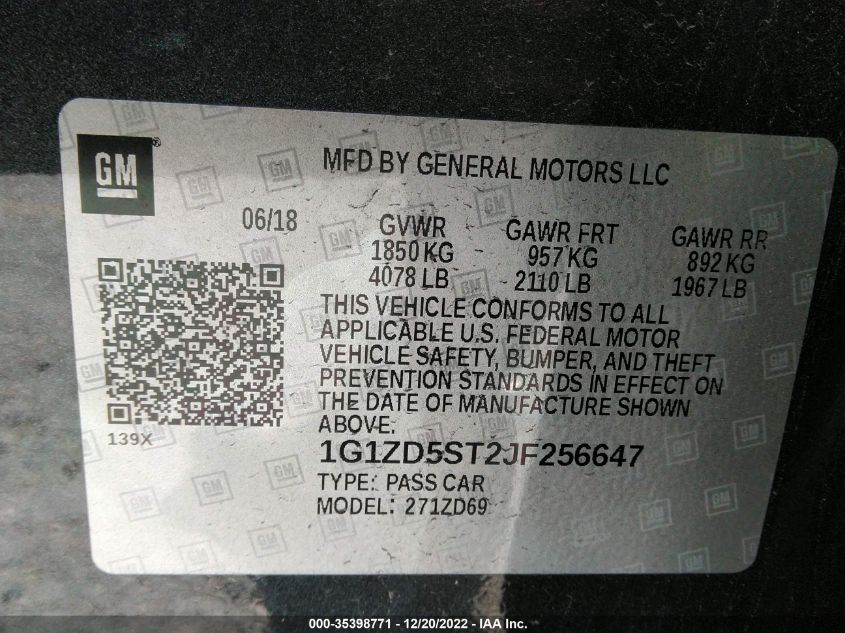 GM
MFD BY GENERAL MOTORS LLC
06/18
GVWR GAWR FRT GAWR RR
1850 KG 957 KG 892 KG
4078 LB 2110 LB 1967 LB
THIS VEHICLE CONFORMS TO ALL
APPLICABLE U.S. FEDERAL MOTOR
VEHICLE SAFETY, BUMPER, AND THEFT
PREVENTION STANDARDS IN EFFECT ON
THE DATE OF MANUFACTURE SHOWN
ABOVE.
139X
1G1ZD5ST2JF256647
TYPE: PASS CAR
MODEL: 271ZD69
000-35398771 - 12/20/2022 - IAA Inc.